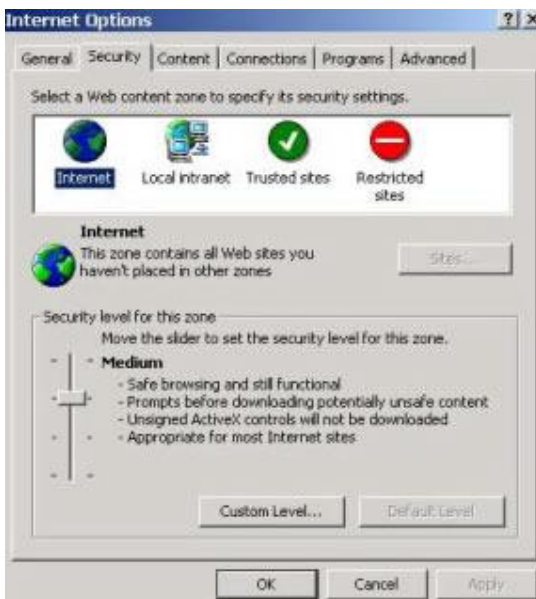 Internet Options
General Security Content Connections Programs Advanced
Select a Web content zone to specify its security settings.
Internet Local intranet Trusted sites Restricted
sites
Internet
This zone contains all Web sites you
haven't placed in other zones
Sites...
Security level for this zone
Move the slider to set the security level for this zone.
Medium
- Safe browsing and still functional
- Prompts before downloading potentially unsafe content
- Unsigned ActiveX controls will not be downloaded
- Appropriate for most Internet sites
Custom Level... Default Level
OK Cancel Apply